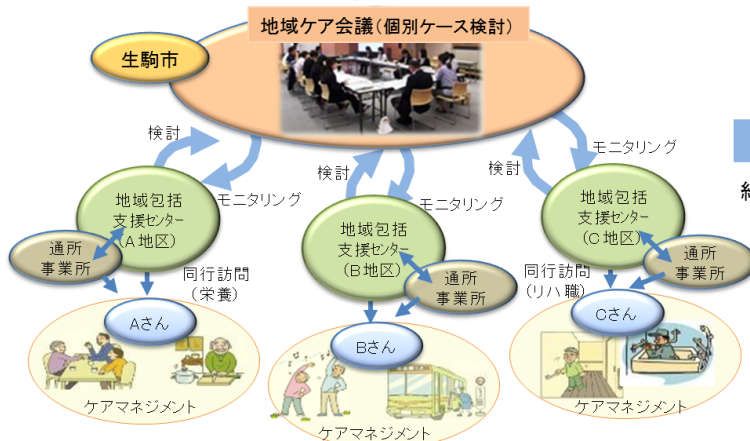 地域ケア会議(個別ケース検討)
生駒市
検討
モニタリング
検討
モニタリング
検討
モニタリング
地域包括
支援センター
(A地区)
通所
事業所
同行訪問
(栄養)
Aさん
ケアマネジメント
地域包括
支援センター
(B地区)
通所
事業所
Bさん
ケアマネジメント
地域包括
支援センター
(C地区)
通所
事業所
同行訪問
(リハ職)
Cさん
ケアマネジメント